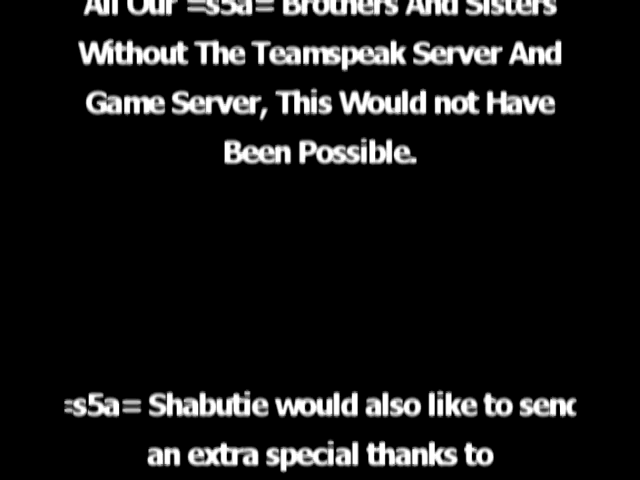 All Our =s5a= Brothers And Sisters
Without The Teamspeak Server And
Game Server, This Would not Have
Been Possible.
=s5a= Shabutie would also like to send
an extra special thanks to